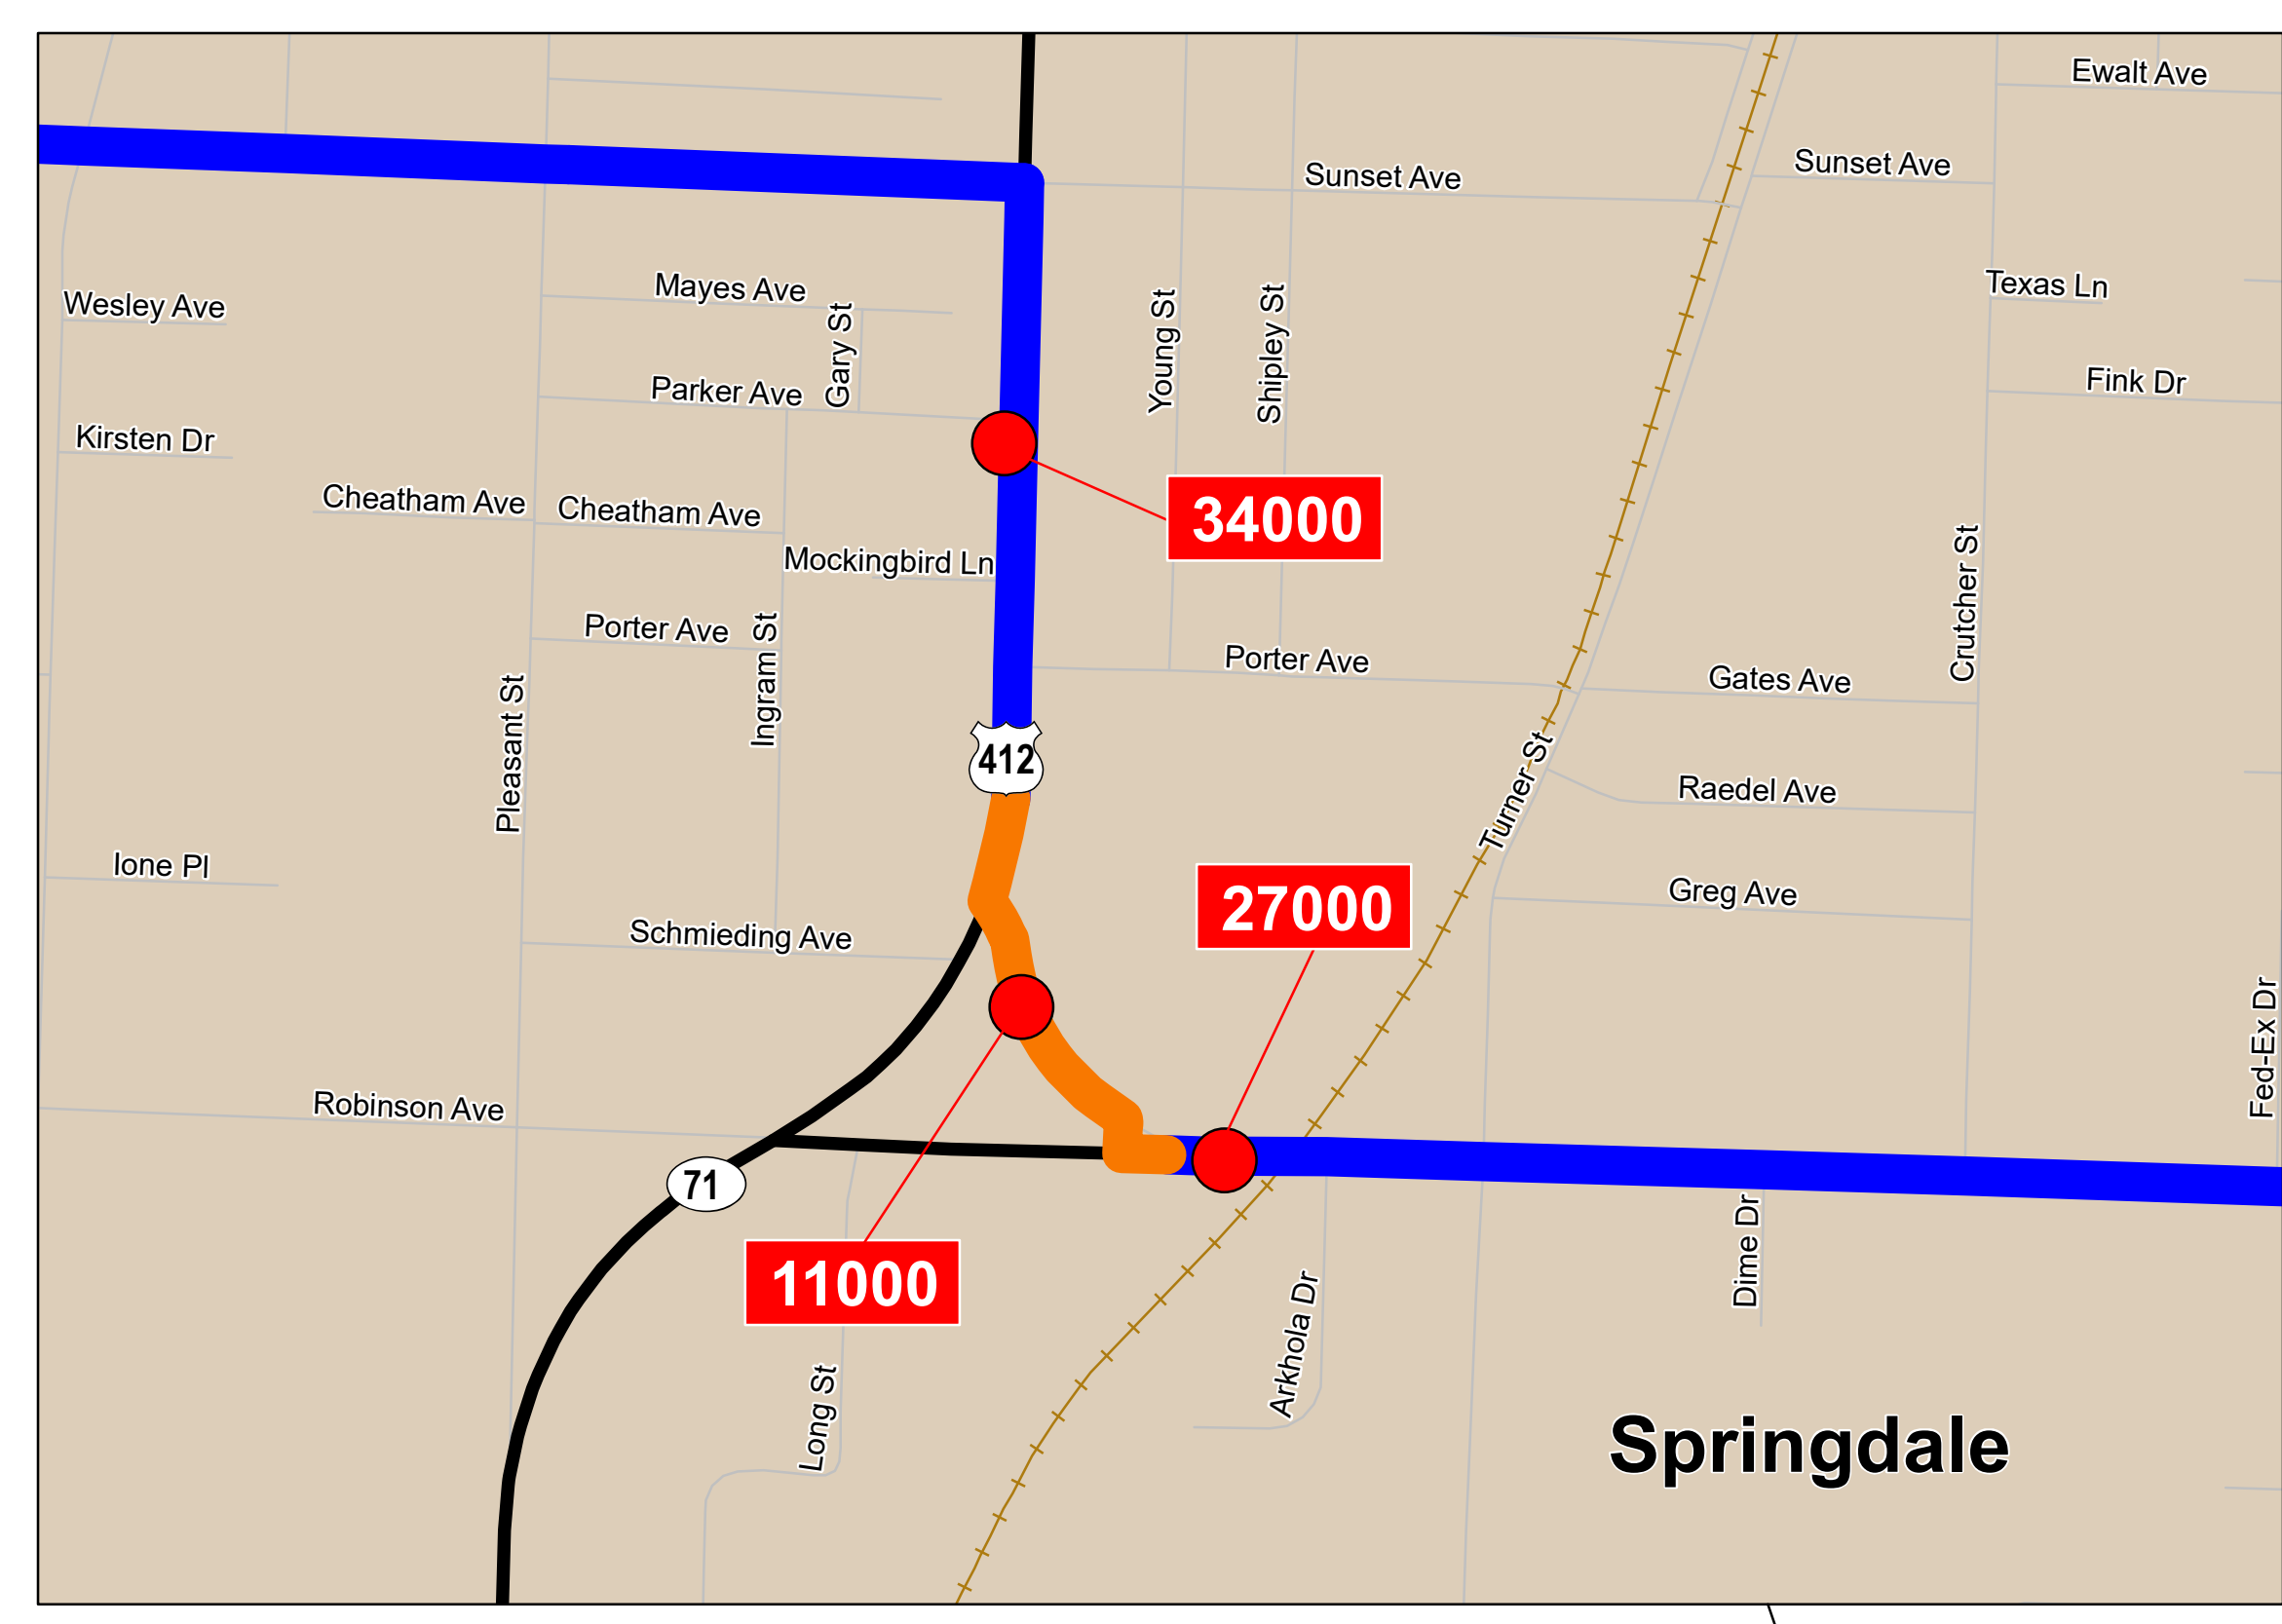 Ewalt Ave
Sunset Ave
Sunset Ave
Wesley Ave
Mayes Ave
Gary St
Young St
Shipley St
Texas Ln
Parker Ave
Fink Dr
Kirsten Dr
Cheatham Ave
Cheatham Ave
34000
Mockingbird Ln
Crutcher St
Porter Ave
Ingram St
Porter Ave
Gates Ave
Pleasant St
412
Turner St
Raedel Ave
Ione Pl
27000
Greg Ave
Schmieding Ave
Fed-Ex Dr
Robinson Ave
71
11000
Dime Dr
Arkhola Dr
Long St
Springdale